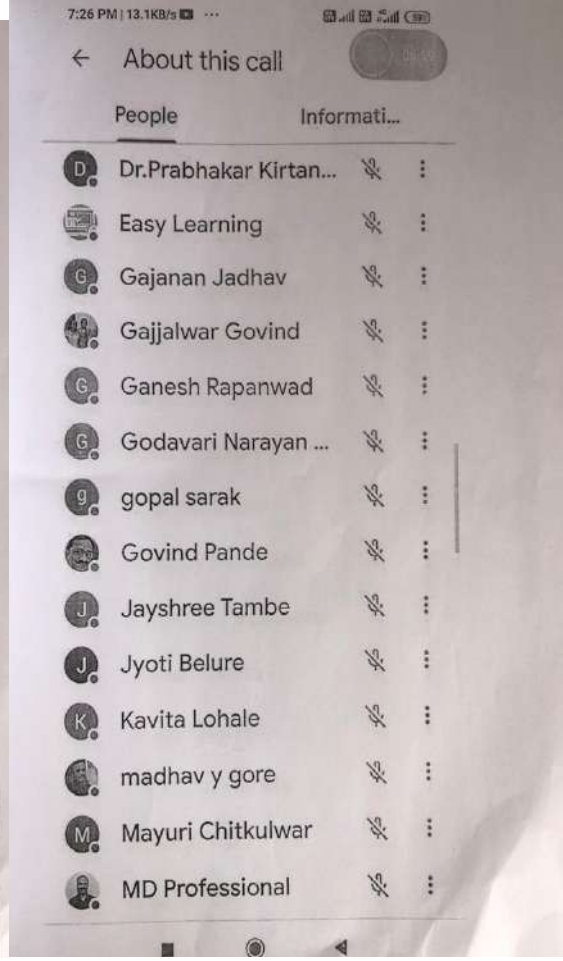 7:26 PM | 13.1KB/s ...
← About this call
People Informati...
D Dr.Prabhakar Kirtan...
Easy Learning
G Gajanan Jadhav
Gajjalwar Govind
G Ganesh Rapanwad
G Godavari Narayan ...
g gopal sarak
Govind Pande
J Jayshree Tambe
J Jyoti Belure
K Kavita Lohale
madhav y gore
M Mayuri Chitkulwar
MD Professional